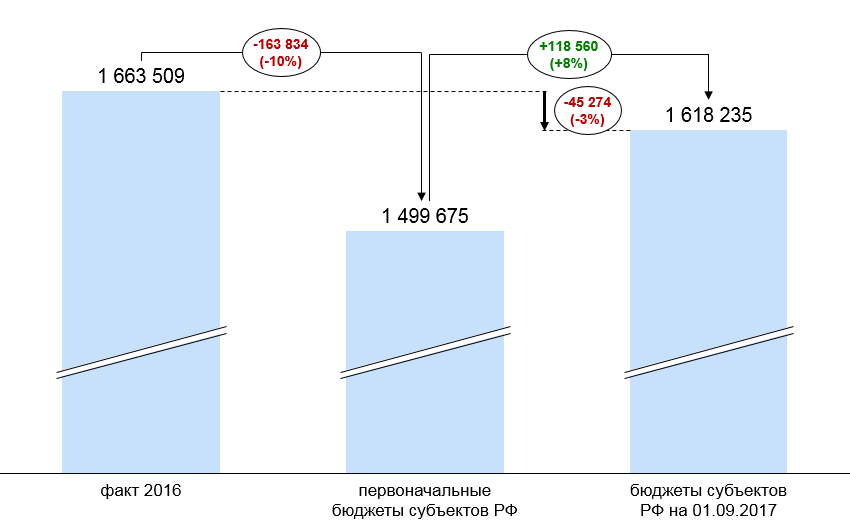 -163 834
(-10%)
+118 560
(+8%)
1 663 509
-45 274
(-3%)
1 618 235
1 499 675
факт 2016
первоначальные
бюджеты субъектов РФ
бюджеты субъектов
РФ на 01.09.2017